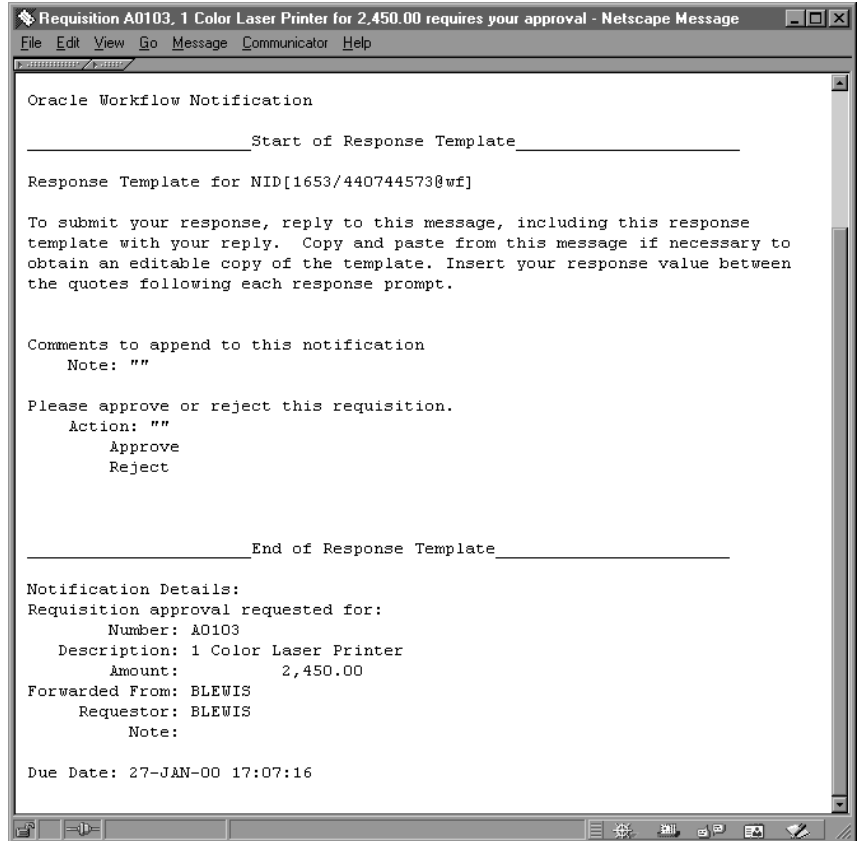 Requisition A0103, 1 Color Laser Printer for 2,450.00 requires your approval - Netscape Message
File Edit View Go Message Communicator Help
Oracle Workflow Notification
Start of Response Template
Response Template for NID[1653/440744573@wf]
To submit your response, reply to this message, including this response
template with your reply. Copy and paste from this message if necessary to
obtain an editable copy of the template. Insert your response value between
the quotes following each response prompt.
Comments to append to this notification
Note: ""
Please approve or reject this requisition.
Action: ""
Approve
Reject
End of Response Template
Notification Details:
Requisition approval requested for:
Number: A0103
Description: 1 Color Laser Printer
Amount: 2,450.00
Forwarded From: BLEWIS
Requestor: BLEWIS
Note:
Due Date: 27-JAN-00 17:07:16